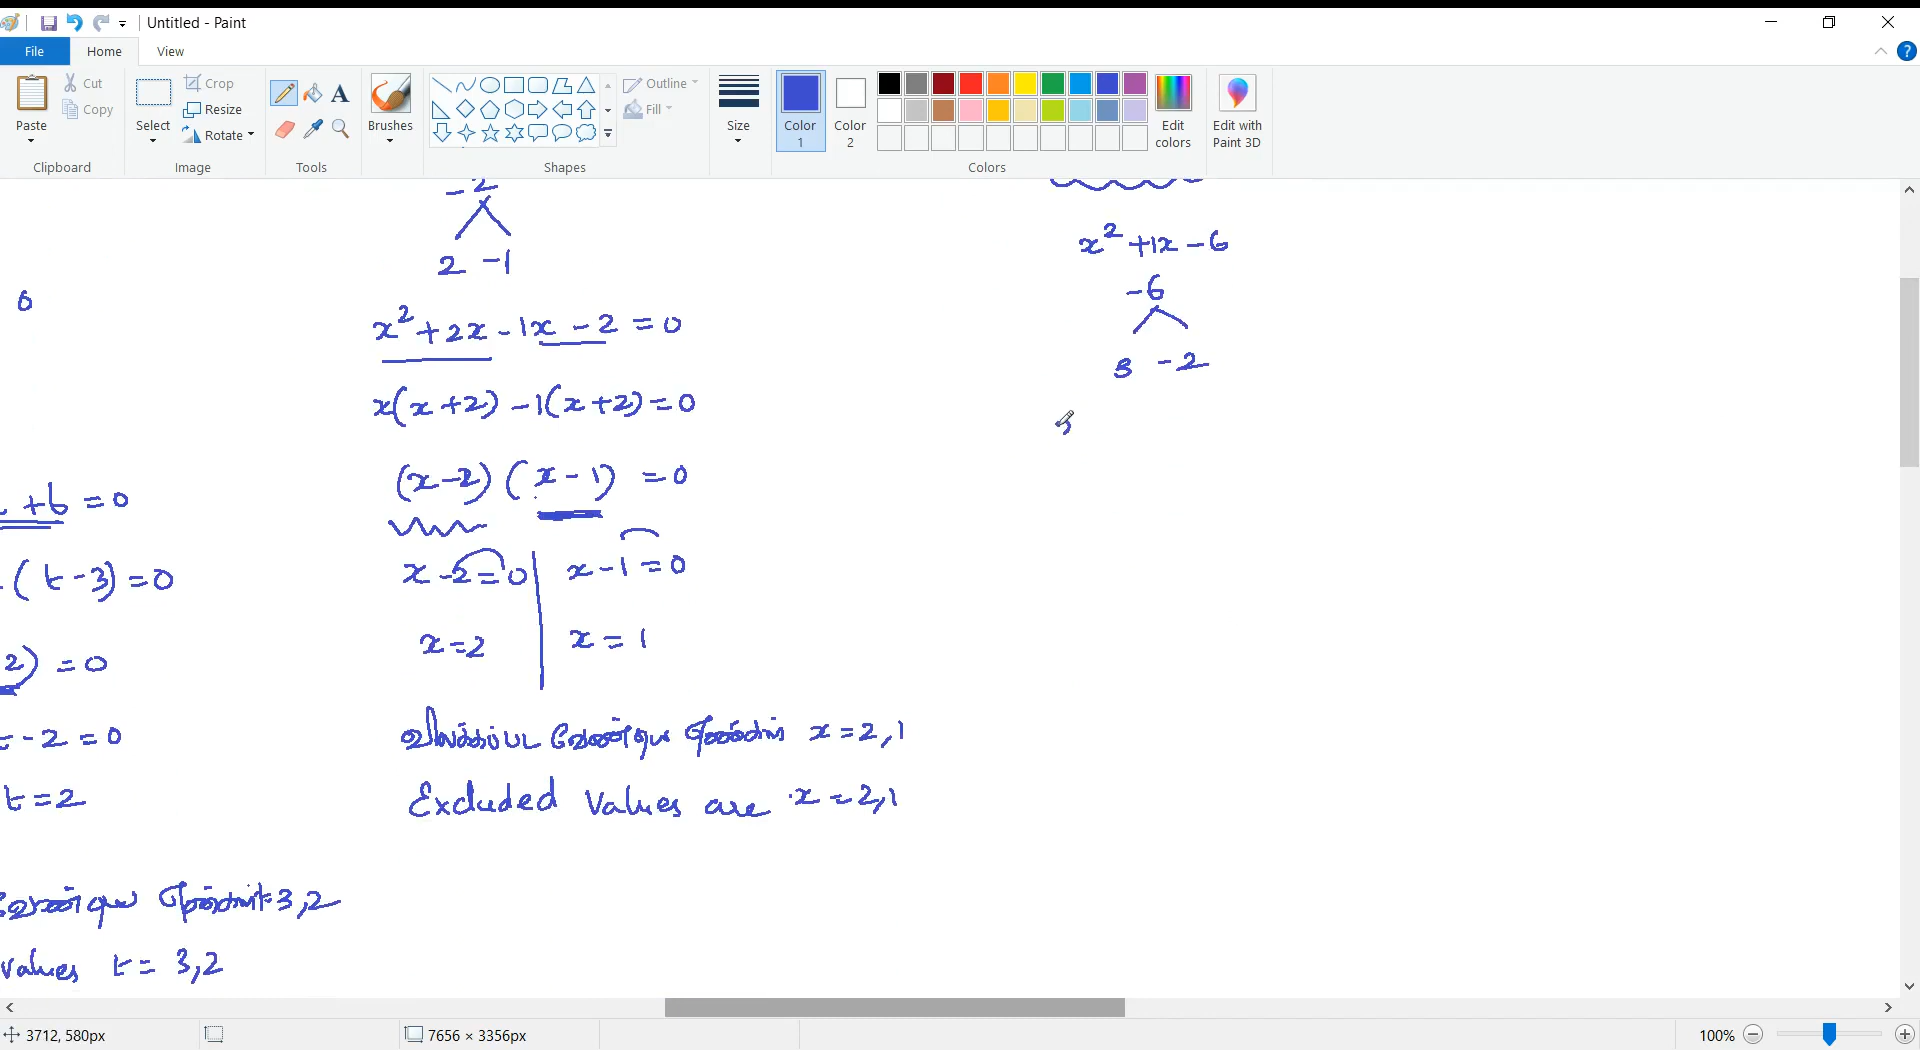 Untitled - Paint
File Home View
Paste
Cut
Copy
Clipboard
Select
Crop
Resize
Rotate
Image
Tools
Brushes
Shapes
Outline
Fill
Size
Color 1
Color 2
Edit colors
Edit with Paint 3D
Colors
-2
2 -1
x² + 2x - 1x - 2 = 0
x(x+2) -1(x+2) = 0
(x-2) (x-1) = 0
x-2=0 x-1=0
x=2 x=1
x=2,1
Excluded Values are x=2,1
x² +1x -6
-6
3 -2
6
+6 =0
(t-3)=0
2) =0
-2 =0
t=2
=3,2
values t= 3,2
3712, 580px
7656 × 3356px
100%